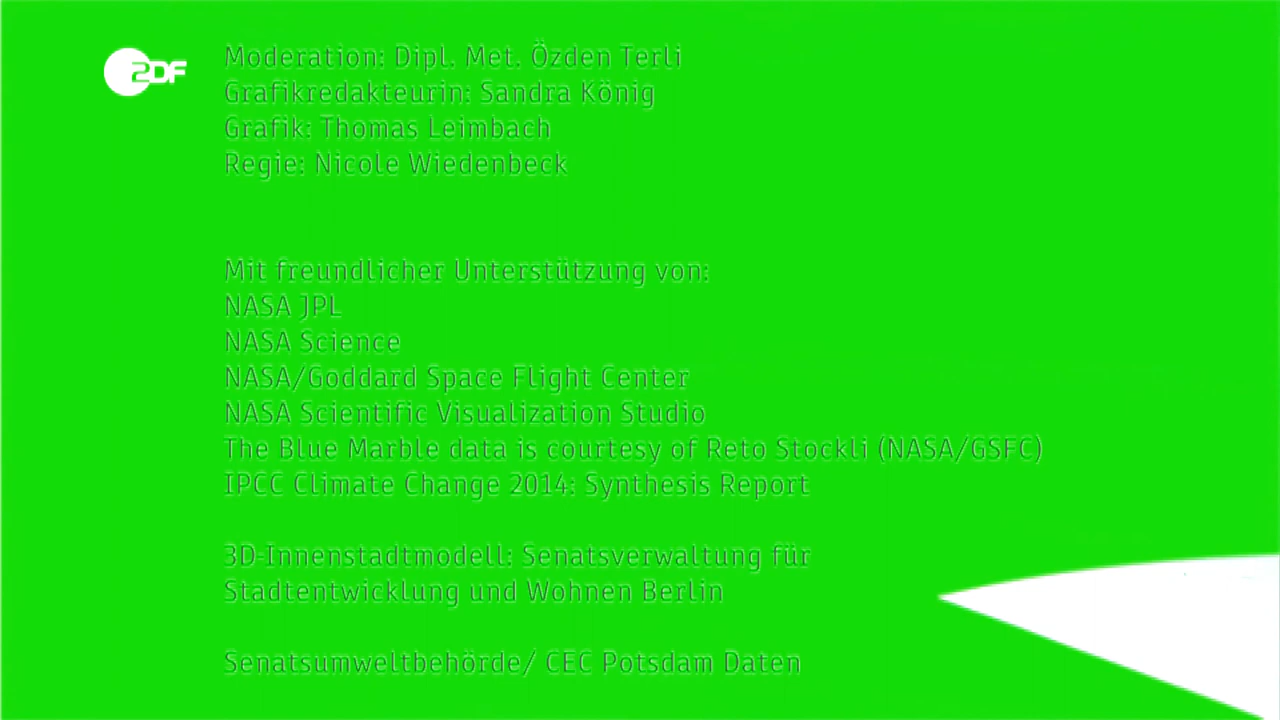 ZDF
Moderation: Dipl. Met. Özden Terli
Grafikredakteurin: Sandra König
Grafik: Thomas Leimbach
Regie: Nicole Wiedenbeck
Mit freundlicher Unterstützung von:
NASA JPL
NASA Science
NASA/Goddard Space Flight Center
NASA Scientific Visualization Studio
The Blue Marble data is courtesy of Reto Stockli (NASA/GSFC)
IPCC Climate Change 2014: Synthesis Report
3D-Innenstadtmodell: Senatsverwaltung für
Stadtentwicklung und Wohnen Berlin
Senatsumweltbehörde/ CEC Potsdam Daten